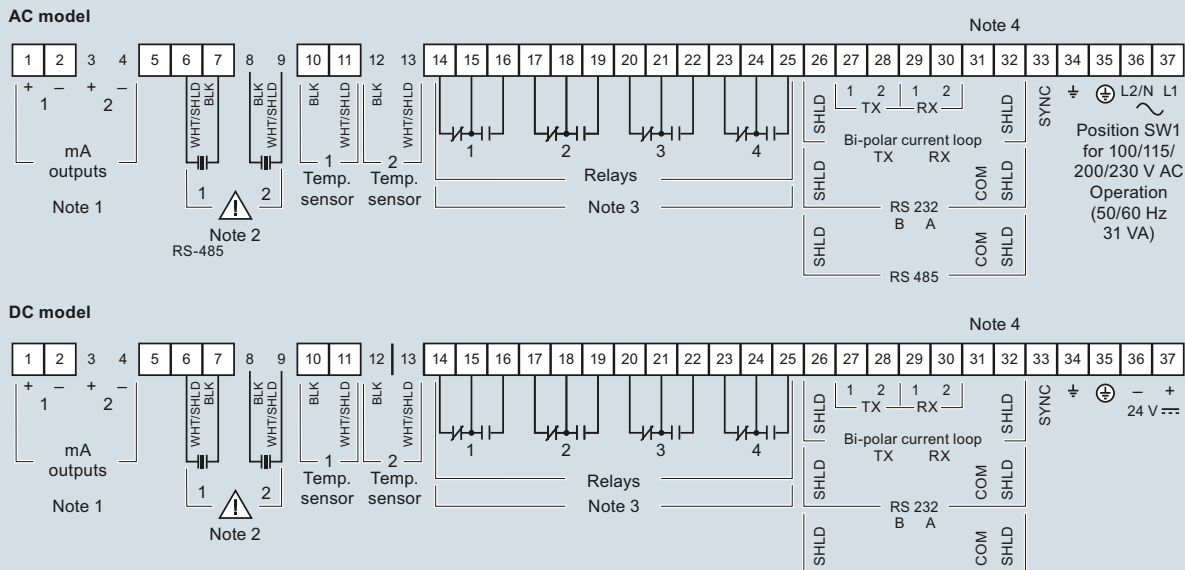 AC model
Note 4
1 2 3 4 5 6 7 8 9 10 11 12 13 14 15 16 17 18 19 20 21 22 23 24 25 26 27 28 29 30 31 32 33 34 35 36 37
+ – + – WHT/SHLD BLK BLK WHT/SHLD BLK WHT/SHLD BLK WHT/SHLD SHLD 1 2 1 2 SHLD SYNC L2/N L1
1 2 TX RX
mA outputs
Note 1
1 2
Note 2
RS-485
1
Temp.
sensor
2
Temp.
sensor
1 2 3 4
Relays
Note 3
Bi-polar current loop
TX RX
SHLD COM SHLD
RS 232
B A
SHLD COM SHLD
RS 485
Position SW1
for 100/115/
200/230 V AC
Operation
(50/60 Hz
31 VA)
DC model
Note 4
1 2 3 4 5 6 7 8 9 10 11 12 13 14 15 16 17 18 19 20 21 22 23 24 25 26 27 28 29 30 31 32 33 34 35 36 37
+ – + – WHT/SHLD BLK BLK WHT/SHLD BLK WHT/SHLD BLK WHT/SHLD SHLD 1 2 1 2 SHLD SYNC – +
1 2 TX RX 24 V
mA
outputs
Note 1
1 2
Note 2
1
Temp.
sensor
2
Temp.
sensor
1 2 3 4
Relays
Note 3
Bi-polar current loop
TX RX
SHLD COM SHLD
RS 232
B A
SHLD COM SHLD